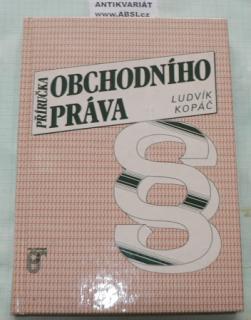 ANTIKVARIÁT
www.ABSI.cz
PŘÍRUČKA
OBCHODNÍHO
PRÁVA
LUDVÍK
KOPÁČ
§